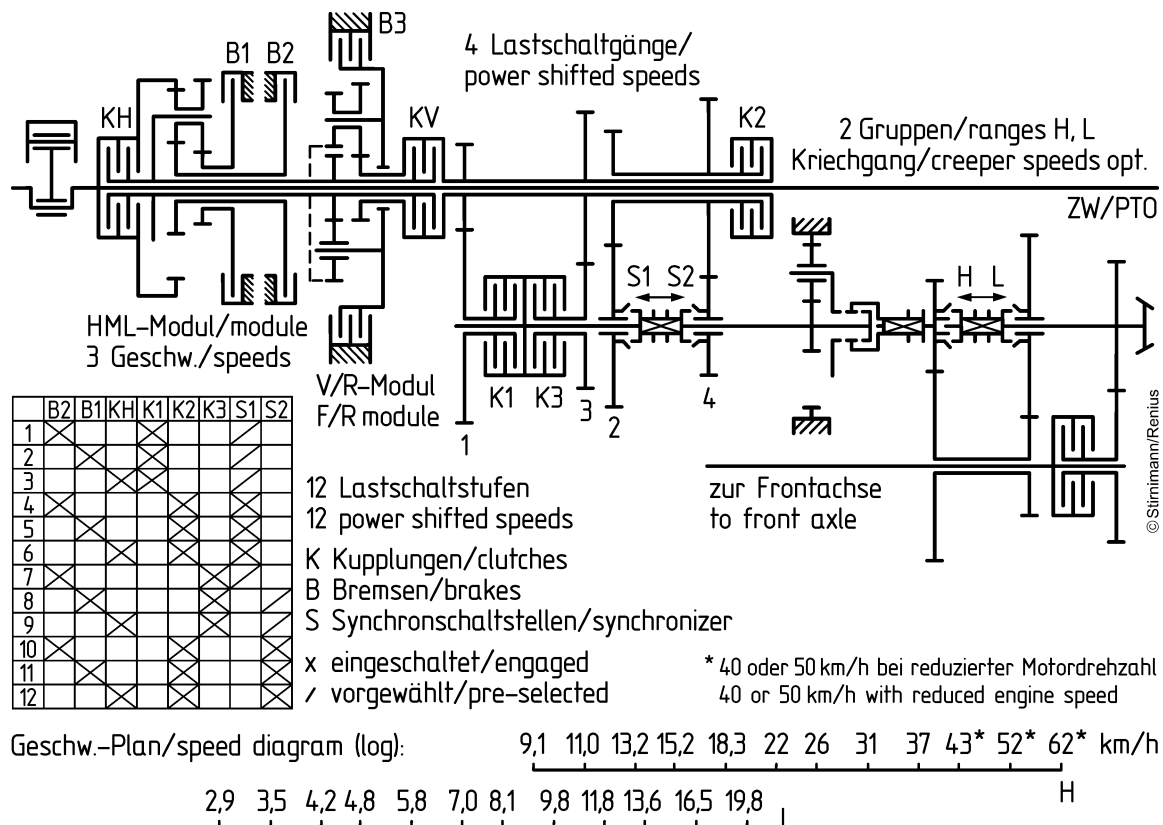 B3
4 Lastschaltgänge/
power shifted speeds
B1 B2
KH
KV
K2
2 Gruppen/ranges H, L
Kriechgang/creeper speeds opt.
ZW/PTO
S1 S2
H L
HML-Modul/module
3 Geschw./speeds
V/R-Modul
F/R module
K1 K3
1
3
2
4
B2 B1 KH K1 K2 K3 S1 S2
1
2
3
4
5
6
7
8
9
10
11
12
12 Lastschaltstufen
12 power shifted speeds
K Kupplungen/clutches
B Bremsen/brakes
S Synchronschaltstellen/synchronizer
x eingeschaltet/engaged
/ vorgewählt/pre-selected
zur Frontachse
to front axle
© Stirnimann/Renius
* 40 oder 50 km/h bei reduzierter Motordrehzahl
40 or 50 km/h with reduced engine speed
Geschw.-Plan/speed diagram (log):
9,1 11,0 13,2 15,2 18,3 22 26 31 37 43* 52* 62* km/h
H
2,9 3,5 4,2 4,8 5,8 7,0 8,1 9,8 11,8 13,6 16,5 19,8